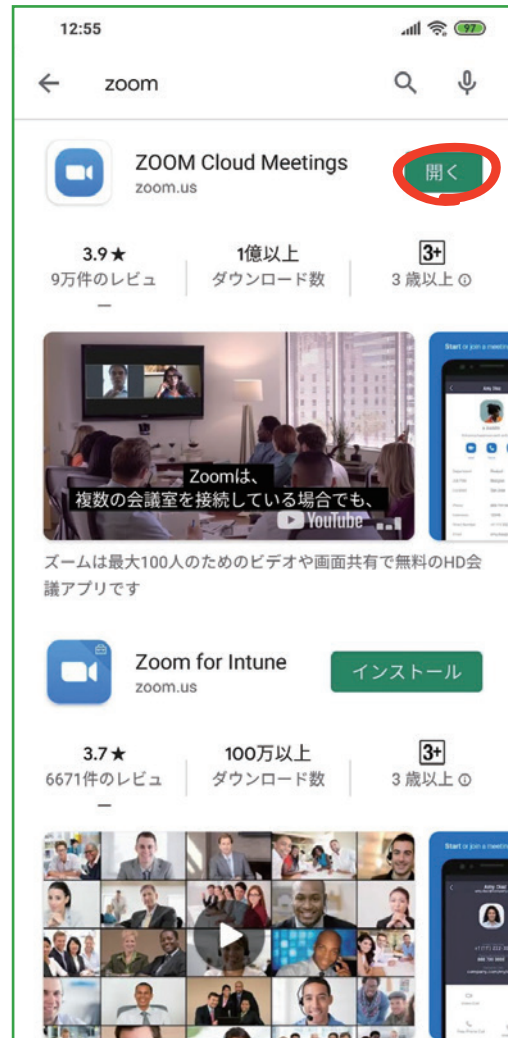 12:55
97
zoom
ZOOM Cloud Meetings
zoom.us
開く
3.9★
1億以上
3+
9万件のレビュ
ー
ダウンロード数
3 歳以上
Start or join a meeting
Zoomは、
複数の会議室を接続している場合でも、
YouTube
ズームは最大100人のためのビデオや画面共有で無料のHD会
議アプリです
Zoom for Intune
zoom.us
インストール
3.7★
100万以上
3+
6671件のレビュ
ー
ダウンロード数
3 歳以上
Start or join a meeting